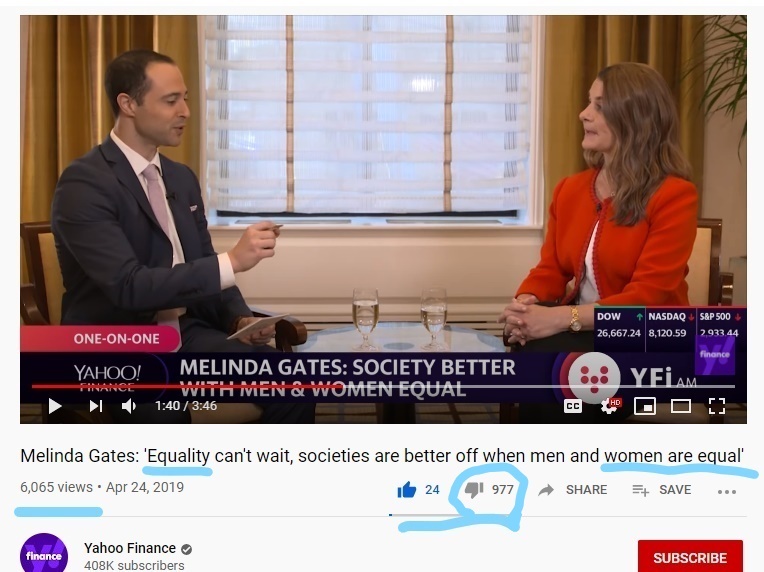 ONE-ON-ONE
YAHOO!
FINANCE
MELINDA GATES: SOCIETY BETTER
WITH MEN & WOMEN EQUAL
DOW NASDAQ S&P 500
26,667.24 8,120.59 2,933.44
finance
YFi AM
1:40 / 3:46
CC
HD
Melinda Gates: 'Equality can't wait, societies are better off when men and women are equal'
6,065 views • Apr 24, 2019
24 977 SHARE SAVE
finance
Yahoo Finance
408K subscribers
SUBSCRIBE